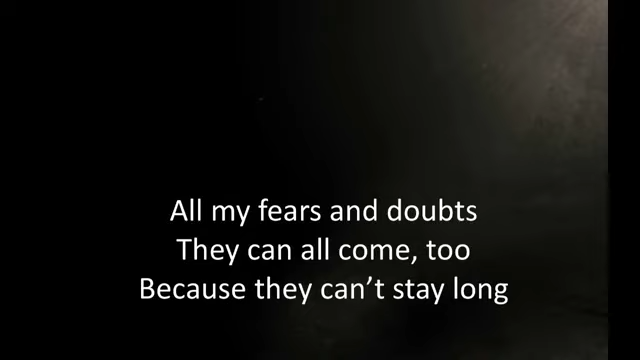 All my fears and doubts
They can all come, too
Because they can’t stay long